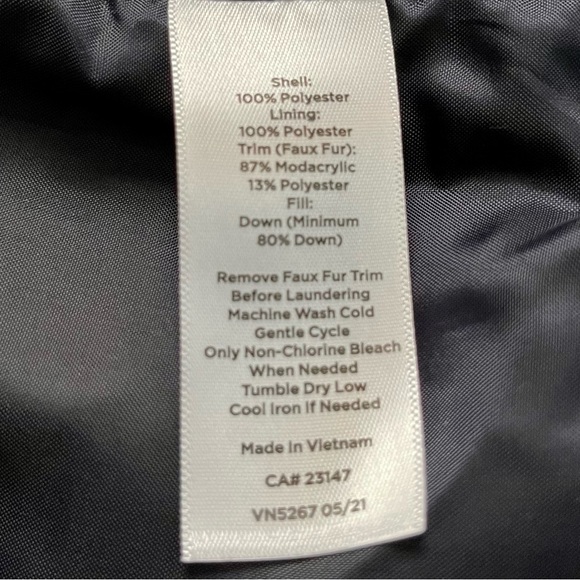 Shell:
100% Polyester
Lining:
100% Polyester
Trim (Faux Fur):
87% Modacrylic
13% Polyester
Fill:
Down (Minimum
80% Down)
Remove Faux Fur Trim
Before Laundering
Machine Wash Cold
Gentle Cycle
Only Non-Chlorine Bleach
When Needed
Tumble Dry Low
Cool Iron If Needed
Made In Vietnam
CA# 23147
VN5267 05/21